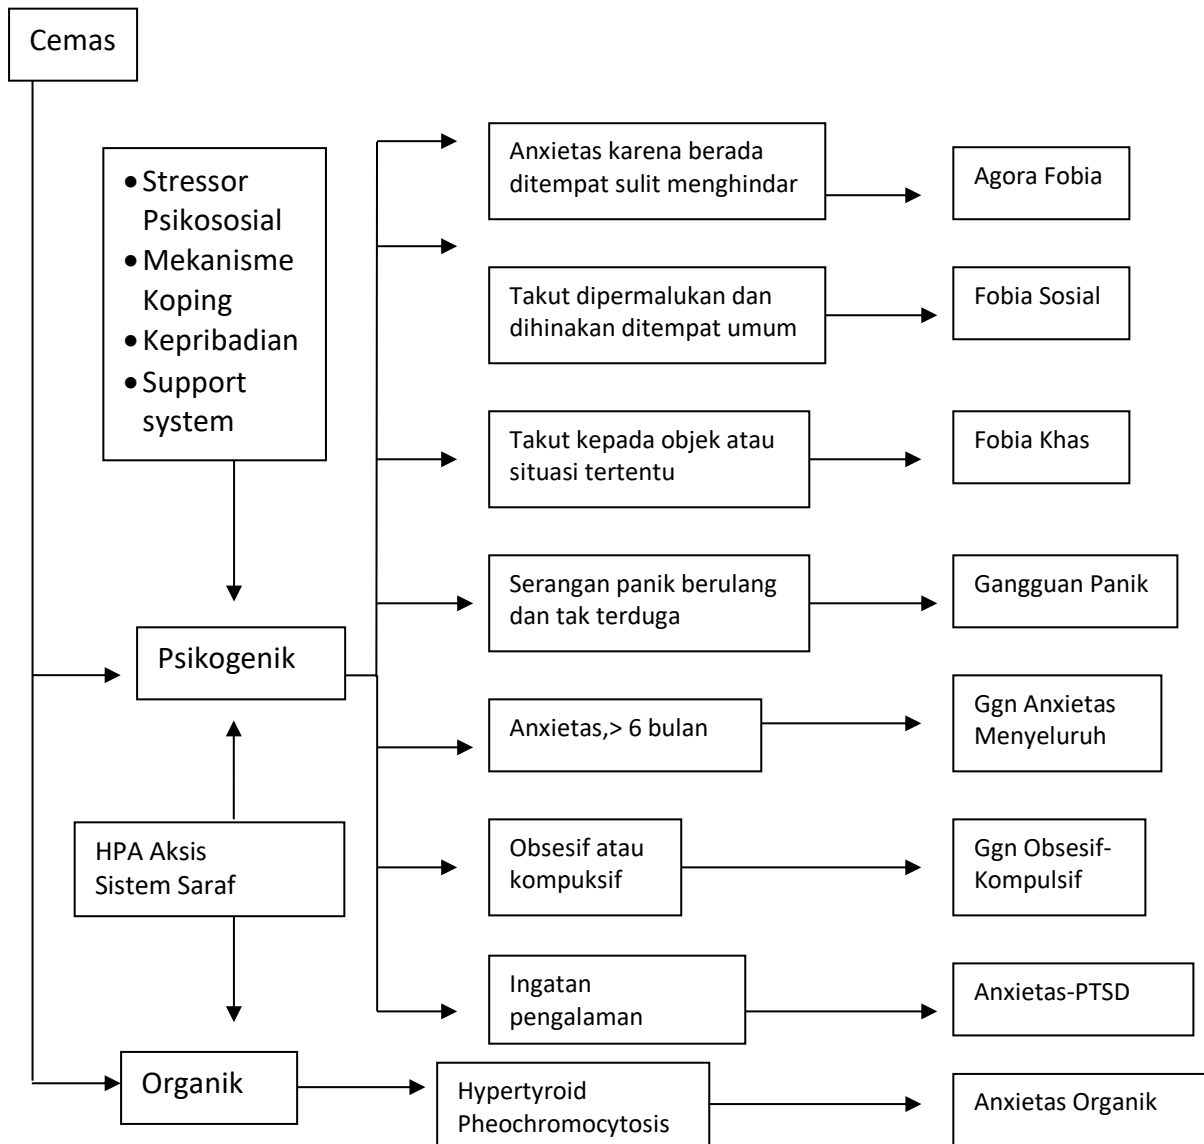 Cemas
• Stressor
Psikososial
• Mekanisme
Koping
• Kepribadian
• Support
system
Anxietas karena berada
ditempat sulit menghindar
Agora Fobia
Takut dipermalukan dan
dihinakan ditempat umum
Fobia Sosial
Takut kepada objek atau
situasi tertentu
Fobia Khas
Serangan panik berulang
dan tak terduga
Gangguan Panik
Psikogenik
Anxietas,> 6 bulan
Ggn Anxietas
Menyeluruh
HPA Aksis
Sistem Saraf
Obsesif atau
kompuksif
Ggn Obsesif-
Kompulsif
Ingatan
pengalaman
Anxietas-PTSD
Organik
Hypertyroid
Pheochromocytosis
Anxietas Organik